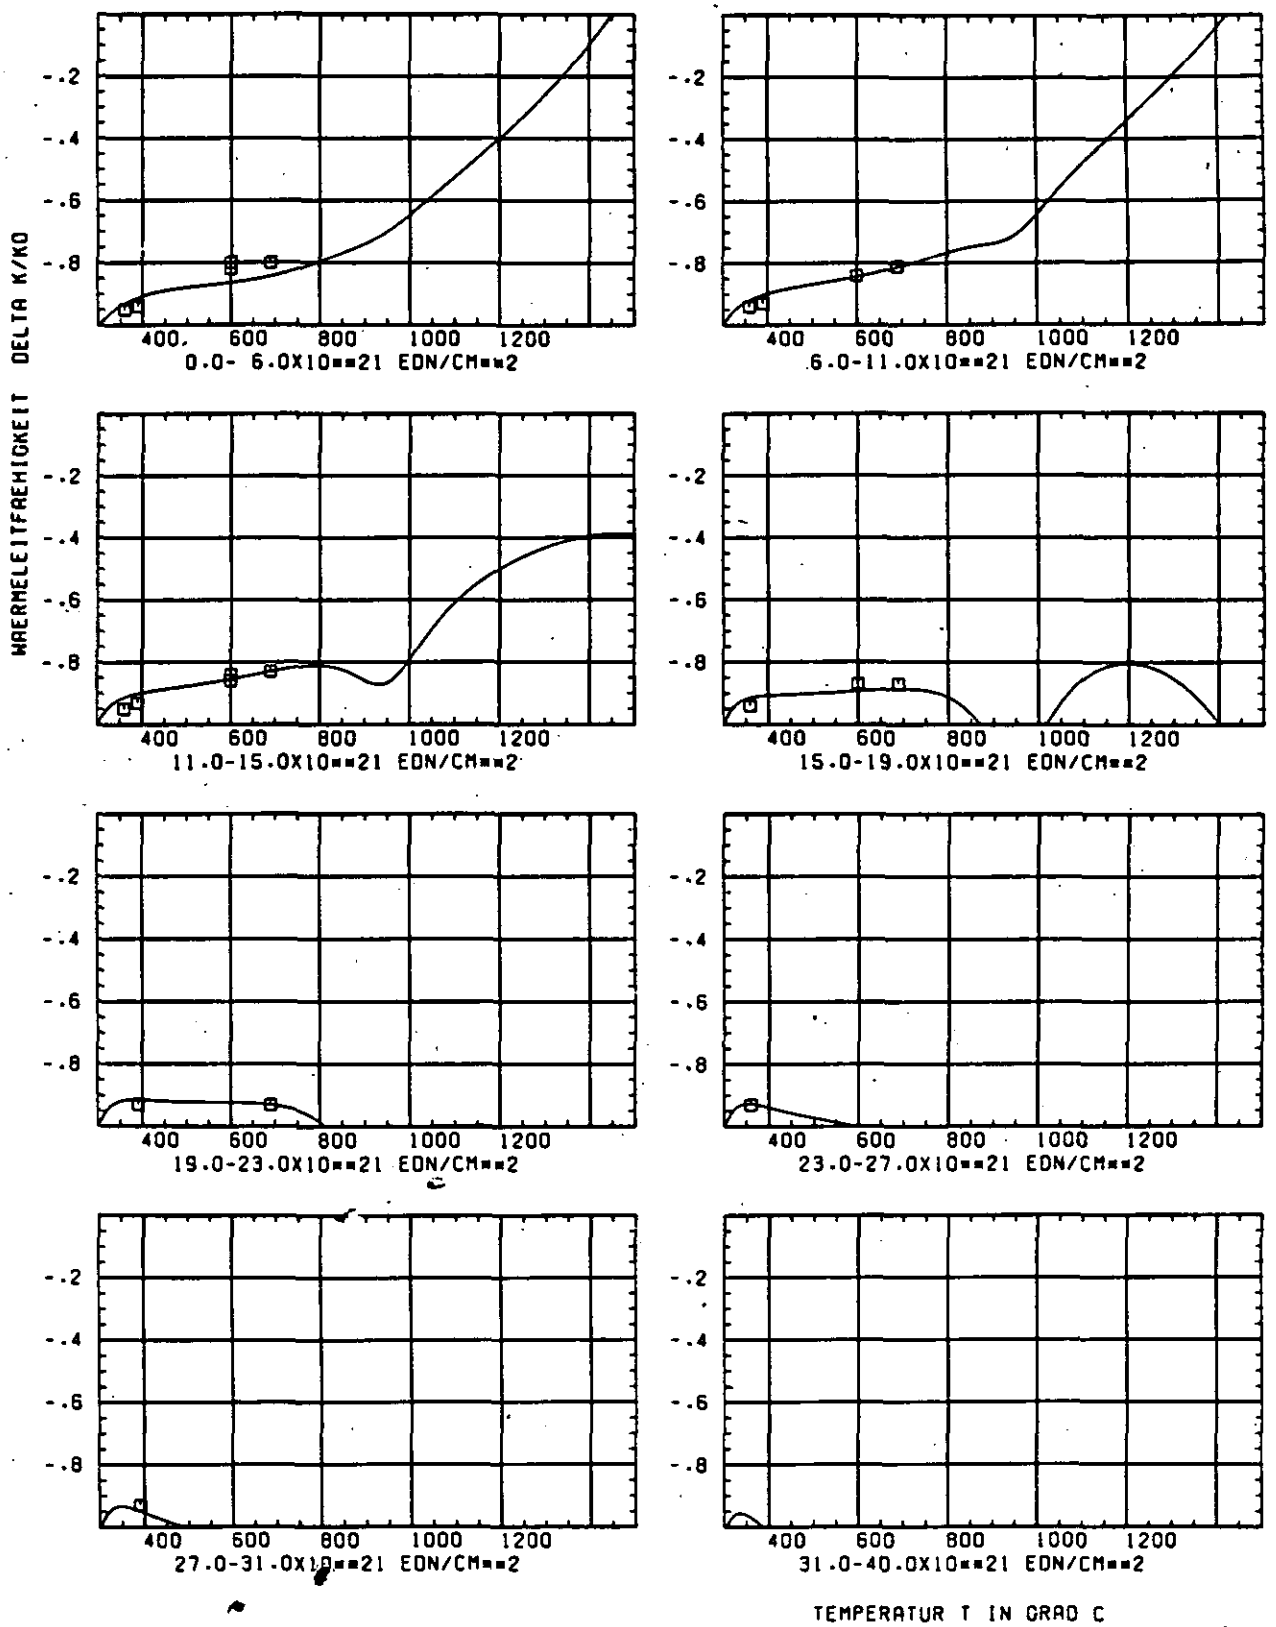 WAERMELEITFAEHIGKEIT DELTA K/KO
-.2
-.4
-.6
-.8
400. 600 800 1000 1200
0.0- 6.0X10**21 EDN/CM**2
-.2
-.4
-.6
-.8
400 600 800 1000 1200
6.0-11.0X10**21 EDN/CM**2
-.2
-.4
-.6
-.8
400 600 800 1000 1200
11.0-15.0X10**21 EDN/CM**2
-.2
-.4
-.6
-.8
400 600 800 1000 1200
15.0-19.0X10**21 EDN/CM**2
-.2
-.4
-.6
-.8
400 600 800 1000 1200
19.0-23.0X10**21 EDN/CM**2
-.2
-.4
-.6
-.8
400 600 800 1000 1200
23.0-27.0X10**21 EDN/CM**2
-.2
-.4
-.6
-.8
400 600 800 1000 1200
27.0-31.0X10**21 EDN/CM**2
-.2
-.4
-.6
-.8
400 600 800 1000 1200
31.0-40.0X10**21 EDN/CM**2
TEMPERATUR T IN GRAD C